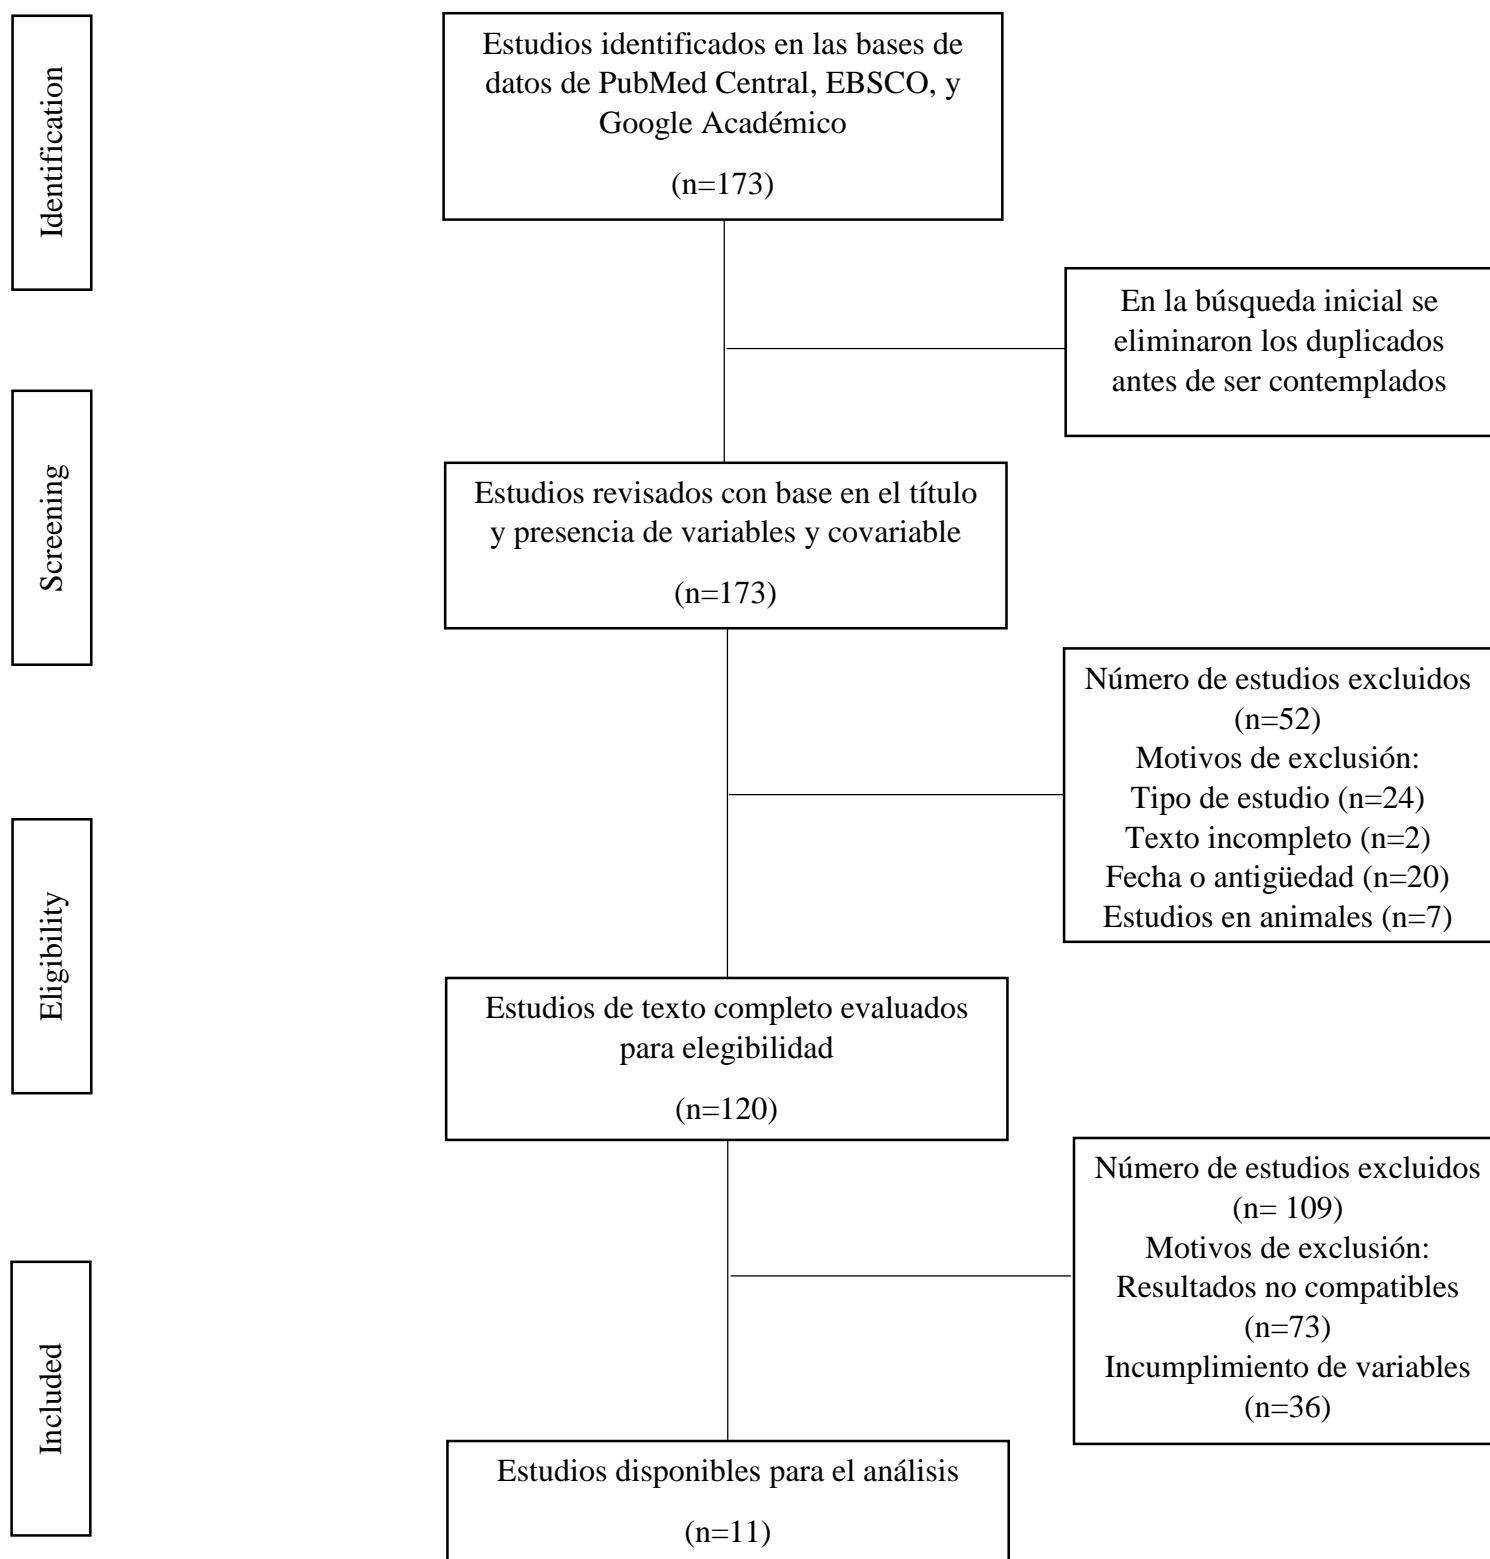 Identification
Estudios identificados en las bases de
datos de PubMed Central, EBSCO, y
Google Académico
(n=173)
En la búsqueda inicial se
eliminaron los duplicados
antes de ser contemplados
Screening
Estudios revisados con base en el título
y presencia de variables y covariable
(n=173)
Número de estudios excluidos
(n=52)
Motivos de exclusión:
Tipo de estudio (n=24)
Texto incompleto (n=2)
Fecha o antigüedad (n=20)
Estudios en animales (n=7)
Eligibility
Estudios de texto completo evaluados
para elegibilidad
(n=120)
Número de estudios excluidos
(n= 109)
Motivos de exclusión:
Resultados no compatibles
(n=73)
Incumplimiento de variables
(n=36)
Included
Estudios disponibles para el análisis
(n=11)